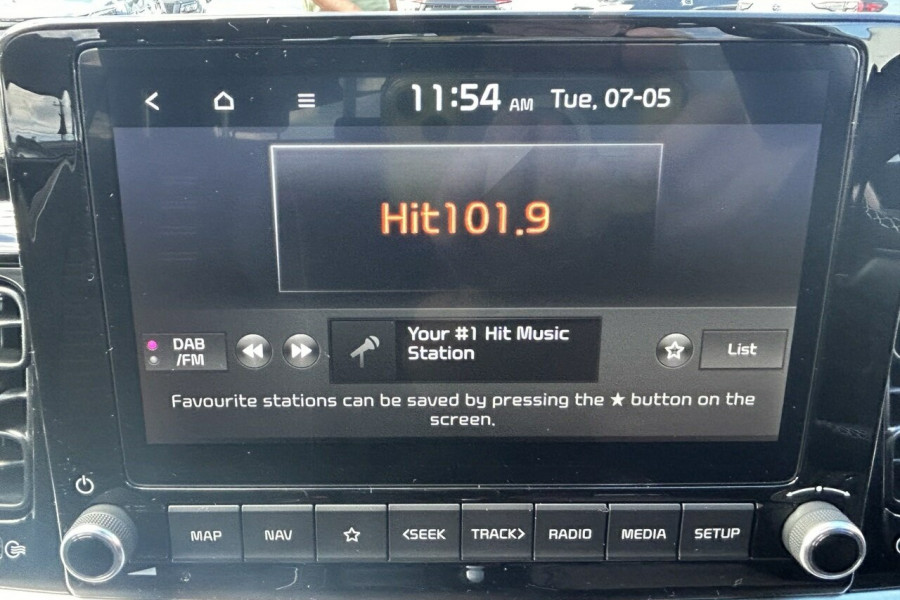 11:54 AM Tue, 07-05
Hit101.9
DAB
/FM
Your #1 Hit Music
Station
List
Favourite stations can be saved by pressing the ★ button on the
screen.
MAP NAV ☆ <SEEK TRACK> RADIO MEDIA SETUP